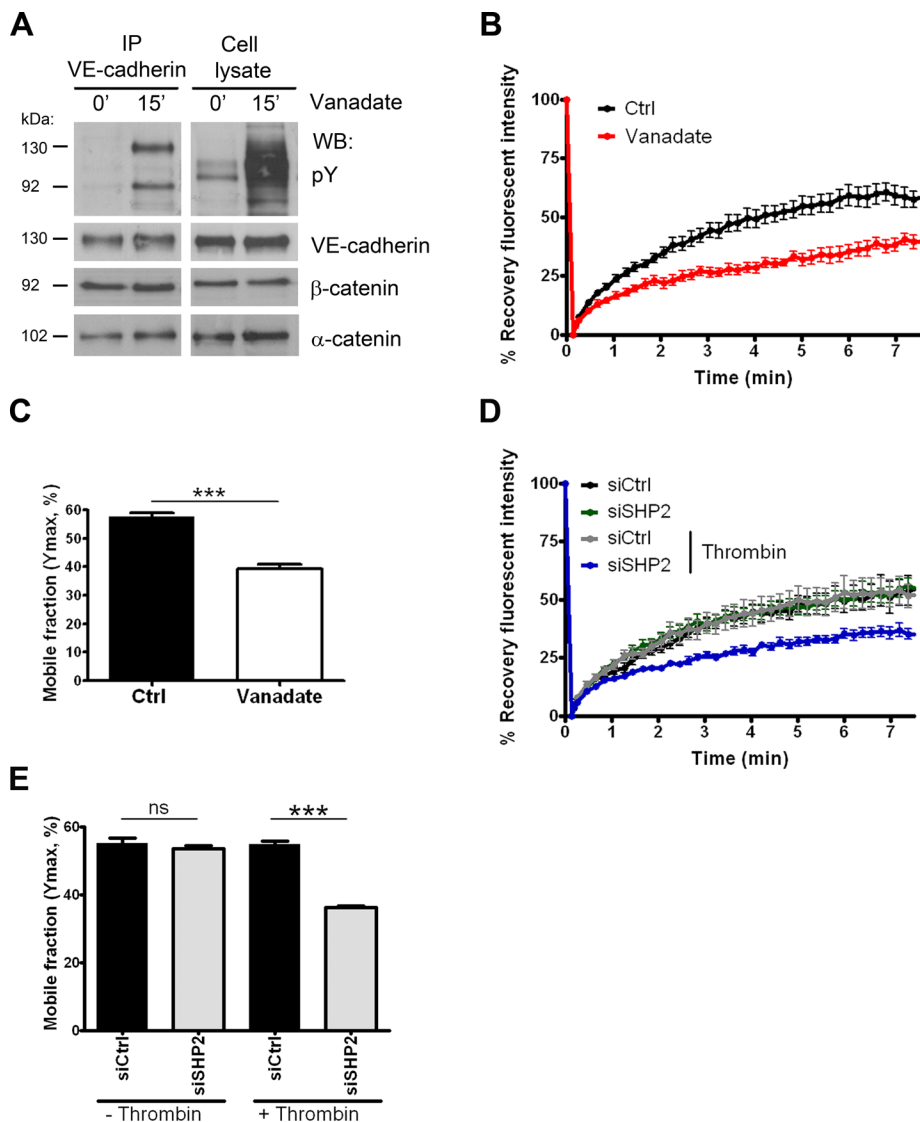 A
IP
VE-cadherin
Cell
lysate
0’ 15’ 0’ 15’ Vanadate
kDa:
WB:
130
pY
92
130 VE-cadherin
92 β-catenin
102 α-catenin
B
% Recovery fluorescent intensity
100
75
50
25
0
0 1 2 3 4 5 6 7
Time (min)
Ctrl
Vanadate
C
Mobile fraction (Ymax, %)
60
50
40
30
20
10
0
***
Ctrl Vanadate
D
% Recovery fluorescent intensity
100
75
50
25
0
0 1 2 3 4 5 6 7
Time (min)
siCtrl
siSHP2
siCtrl
siSHP2
Thrombin
E
Mobile fraction (Ymax, %)
60
40
20
0
ns ***
siCtrl siSHP2 siCtrl siSHP2
- Thrombin + Thrombin